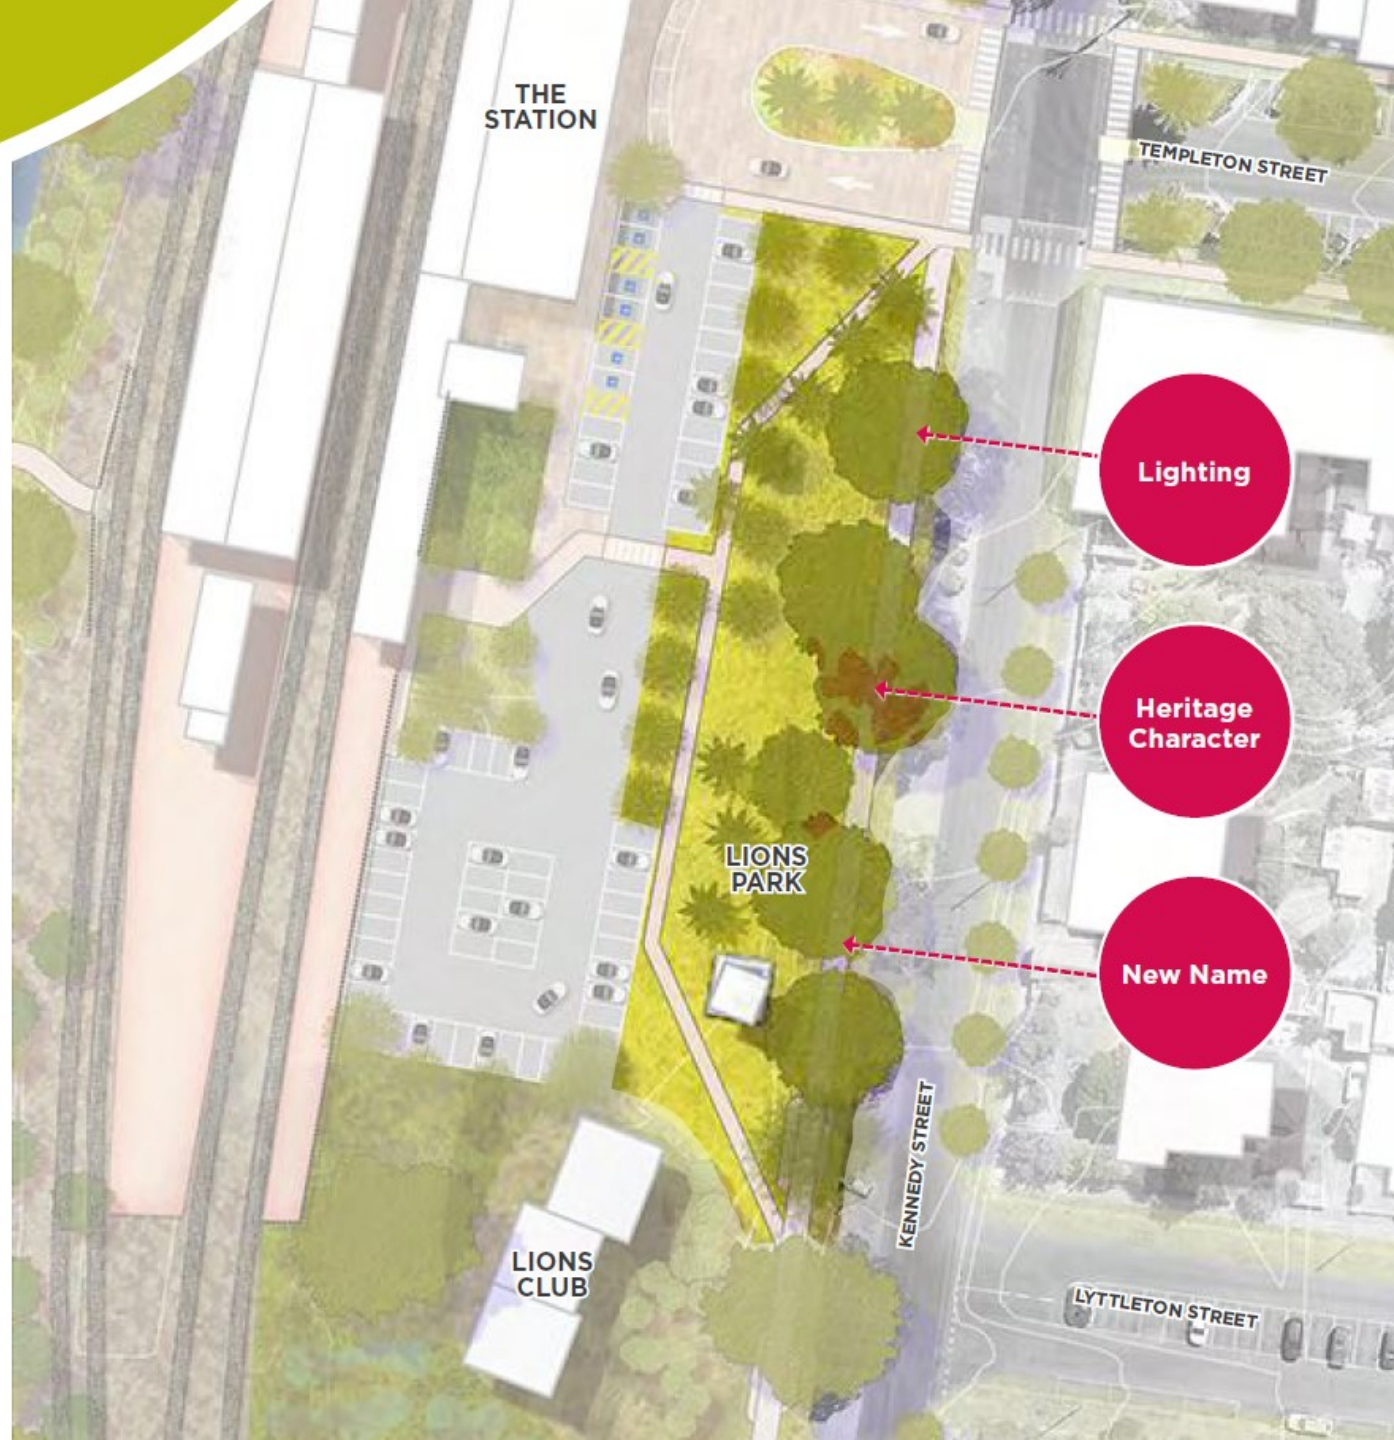 THE
STATION
TEMPLETON STREET
Lighting
Heritage
Character
LIONS
PARK
New Name
KENNEDY STREET
LIONS
CLUB
LYTTLETON STREET